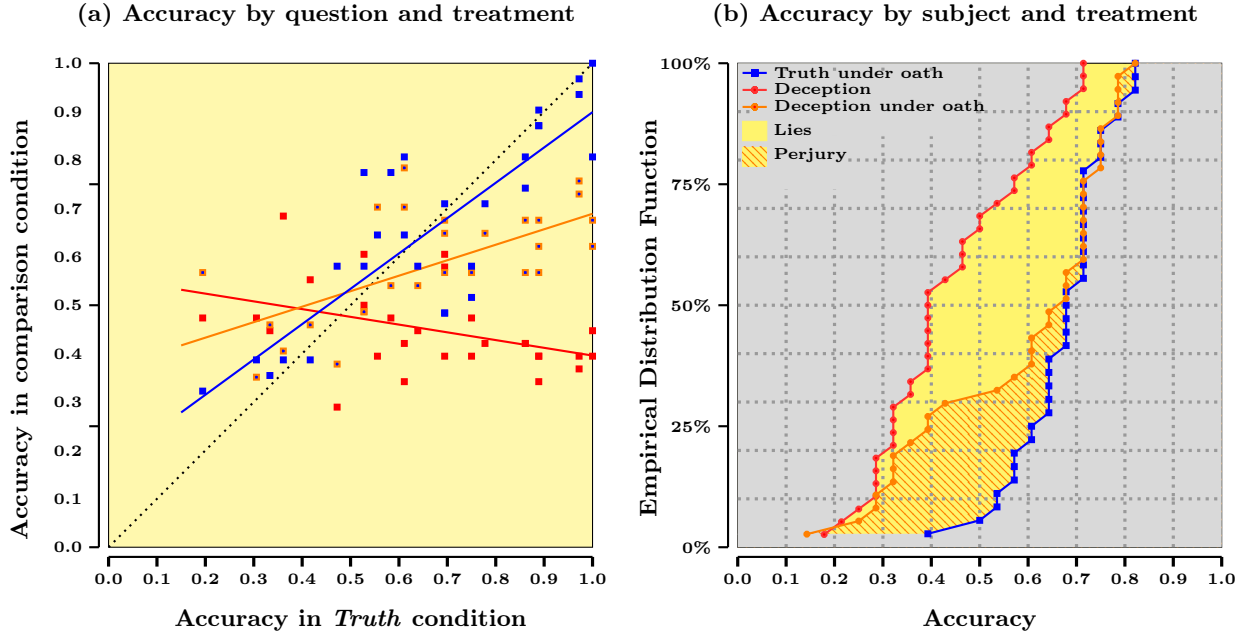 (a) Accuracy by question and treatment
Accuracy in comparison condition
1.0
0.9
0.8
0.7
0.6
0.5
0.4
0.3
0.2
0.1
0.0
0.0 0.1 0.2 0.3 0.4 0.5 0.6 0.7 0.8 0.9 1.0
Accuracy in Truth condition
(b) Accuracy by subject and treatment
Empirical Distribution Function
100%
75%
50%
25%
0%
Truth under oath
Deception
Deception under oath
Lies
Perjury
0.0 0.1 0.2 0.3 0.4 0.5 0.6 0.7 0.8 0.9 1.0
Accuracy